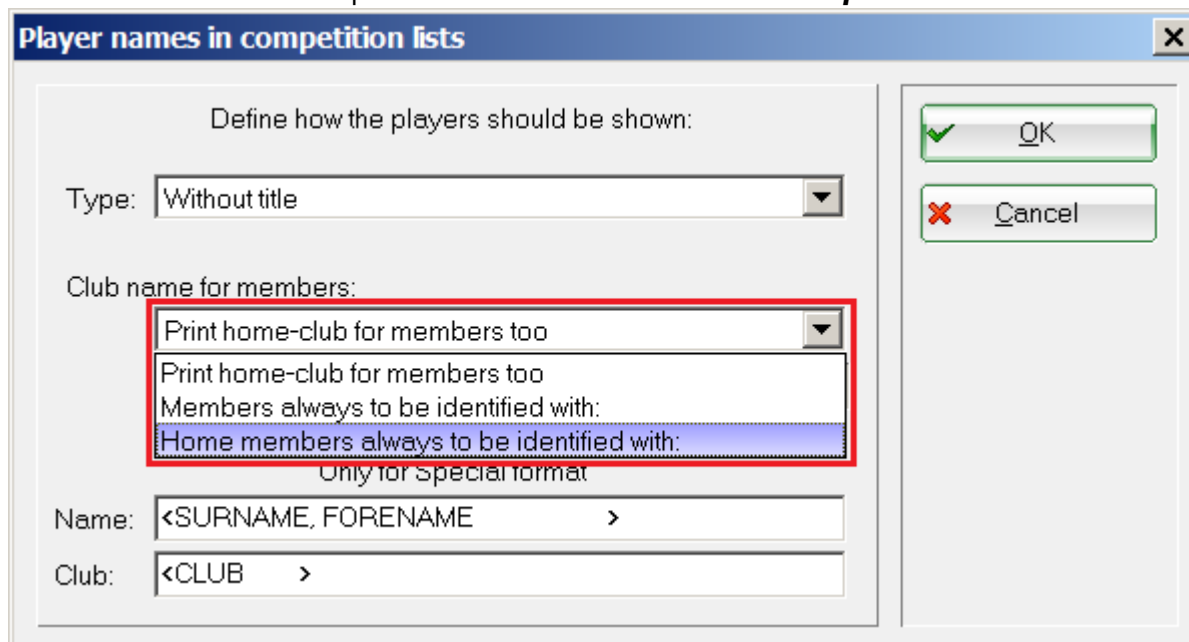 Player names in competition lists
Define how the players should be shown:
OK
Type: Without title
Cancel
Club name for members:
Print home-club for members too
Print home-club for members too
Members always to be identified with:
Home members always to be identified with:
Only for Special format
Name: <SURNAME, FORENAME >
Club: <CLUB >